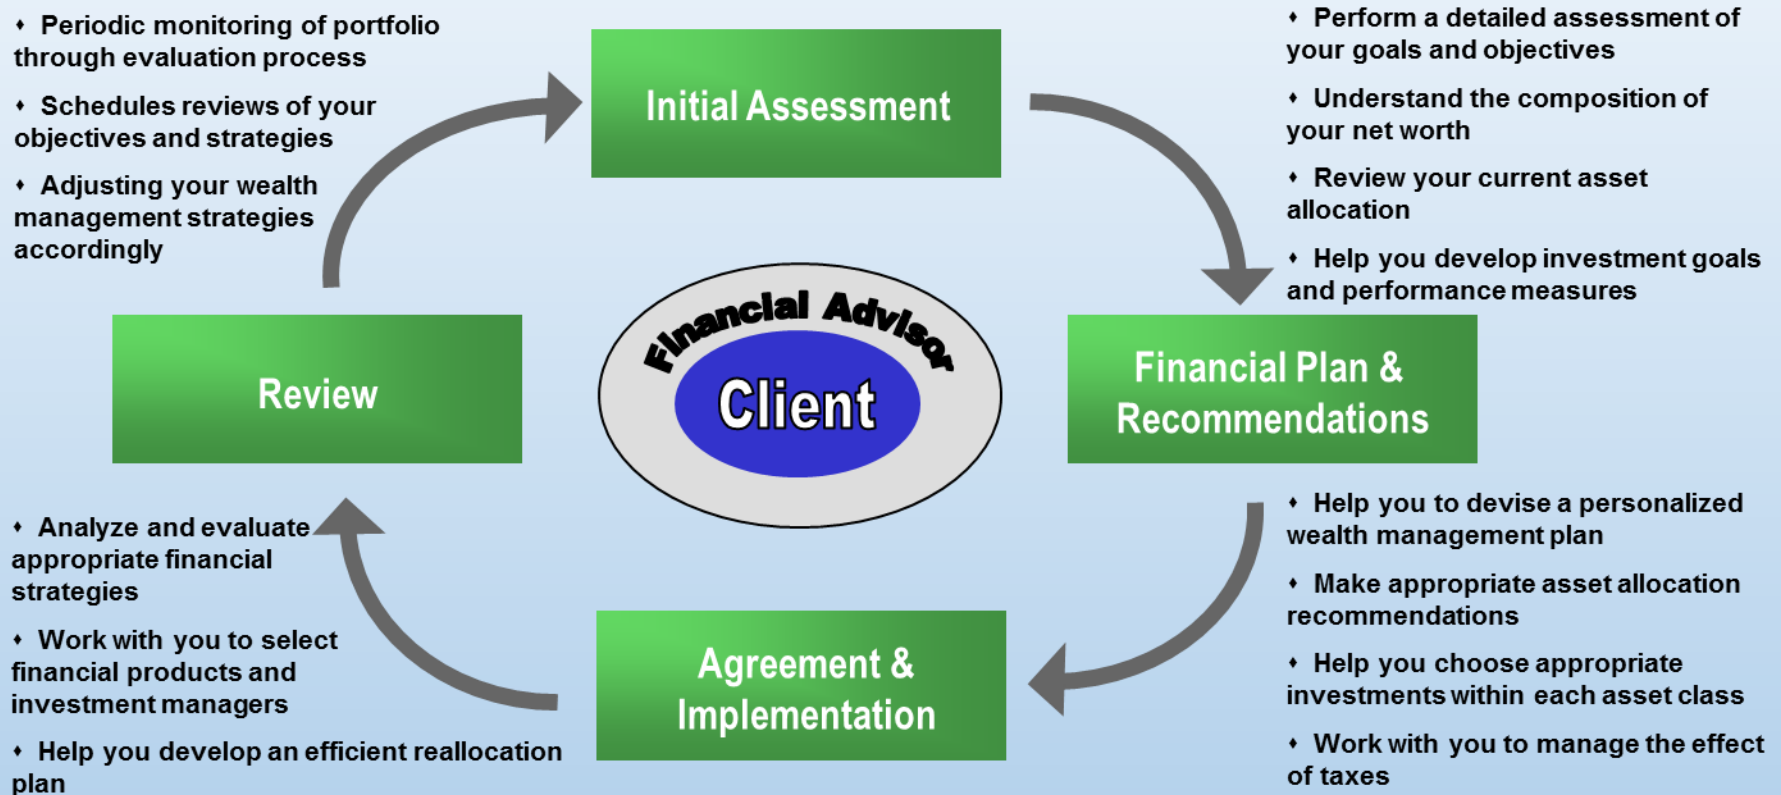 ⬧ Periodic monitoring of portfolio
through evaluation process
⬧ Schedules reviews of your
objectives and strategies
⬧ Adjusting your wealth
management strategies
accordingly
Initial Assessment
⬧ Perform a detailed assessment of
your goals and objectives
⬧ Understand the composition of
your net worth
⬧ Review your current asset
allocation
⬧ Help you develop investment goals
and performance measures
Review
Financial Advisor
Client
Financial Plan &
Recommendations
⬧ Analyze and evaluate
appropriate financial
strategies
⬧ Work with you to select
financial products and
investment managers
⬧ Help you develop an efficient reallocation
plan
Agreement &
Implementation
⬧ Help you to devise a personalized
wealth management plan
⬧ Make appropriate asset allocation
recommendations
⬧ Help you choose appropriate
investments within each asset class
⬧ Work with you to manage the effect
of taxes